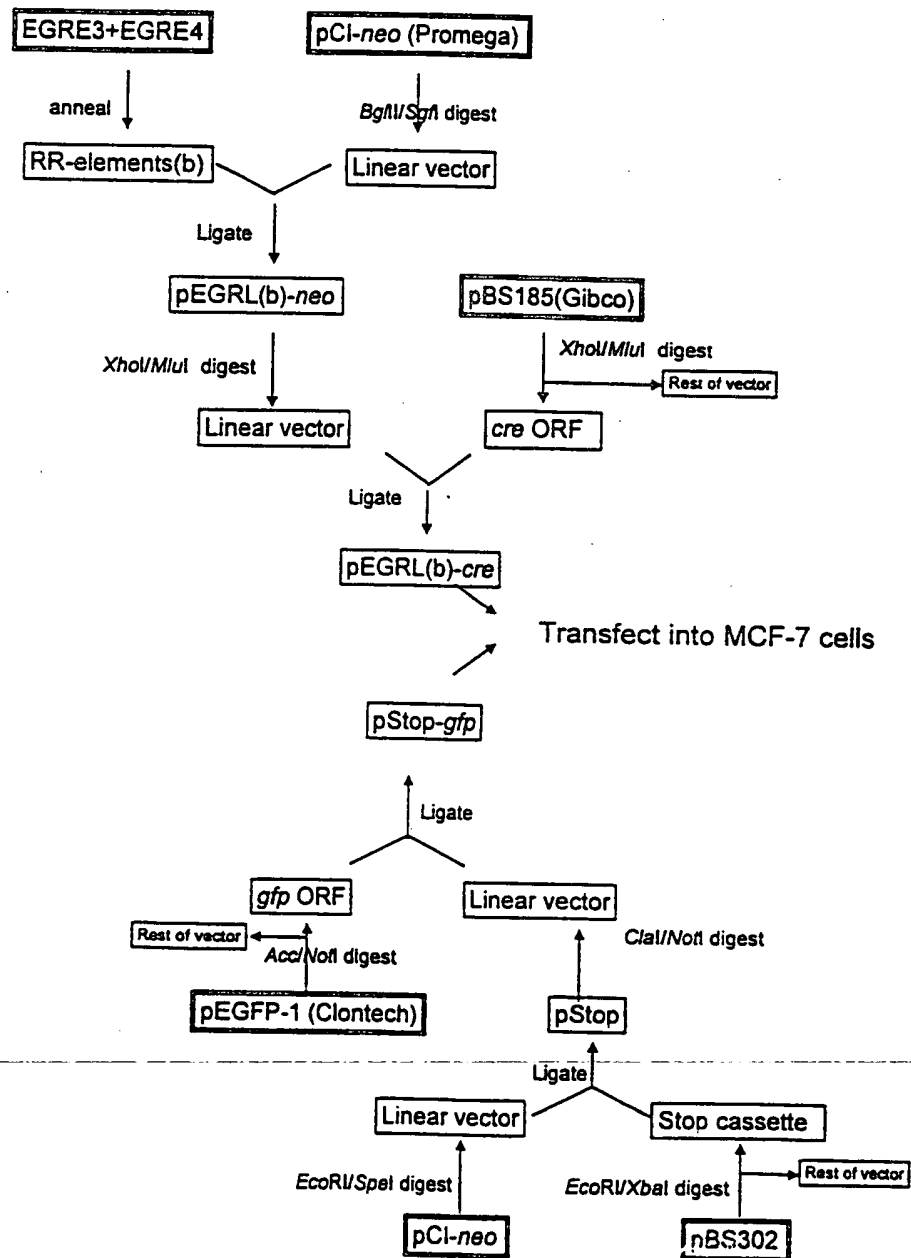 EGRE3+EGRE4
pCI-neo (Promega)
anneal
BglII/SgfI digest
RR-elements(b)
Linear vector
Ligate
pEGRL(b)-neo
pBS185(Gibco)
XhoI/MluI digest
XhoI/MluI digest
Rest of vector
Linear vector
cre ORF
Ligate
pEGRL(b)-cre
Transfect into MCF-7 cells
pStop-gfp
Ligate
gfp ORF
Linear vector
Rest of vector
AccI/NotI digest
ClaI/NotI digest
pEGFP-1 (Clontech)
pStop
Ligate
Linear vector
Stop cassette
EcoRI/SpeI digest
EcoRI/XbaI digest
Rest of vector
pCI-neo
pBS302